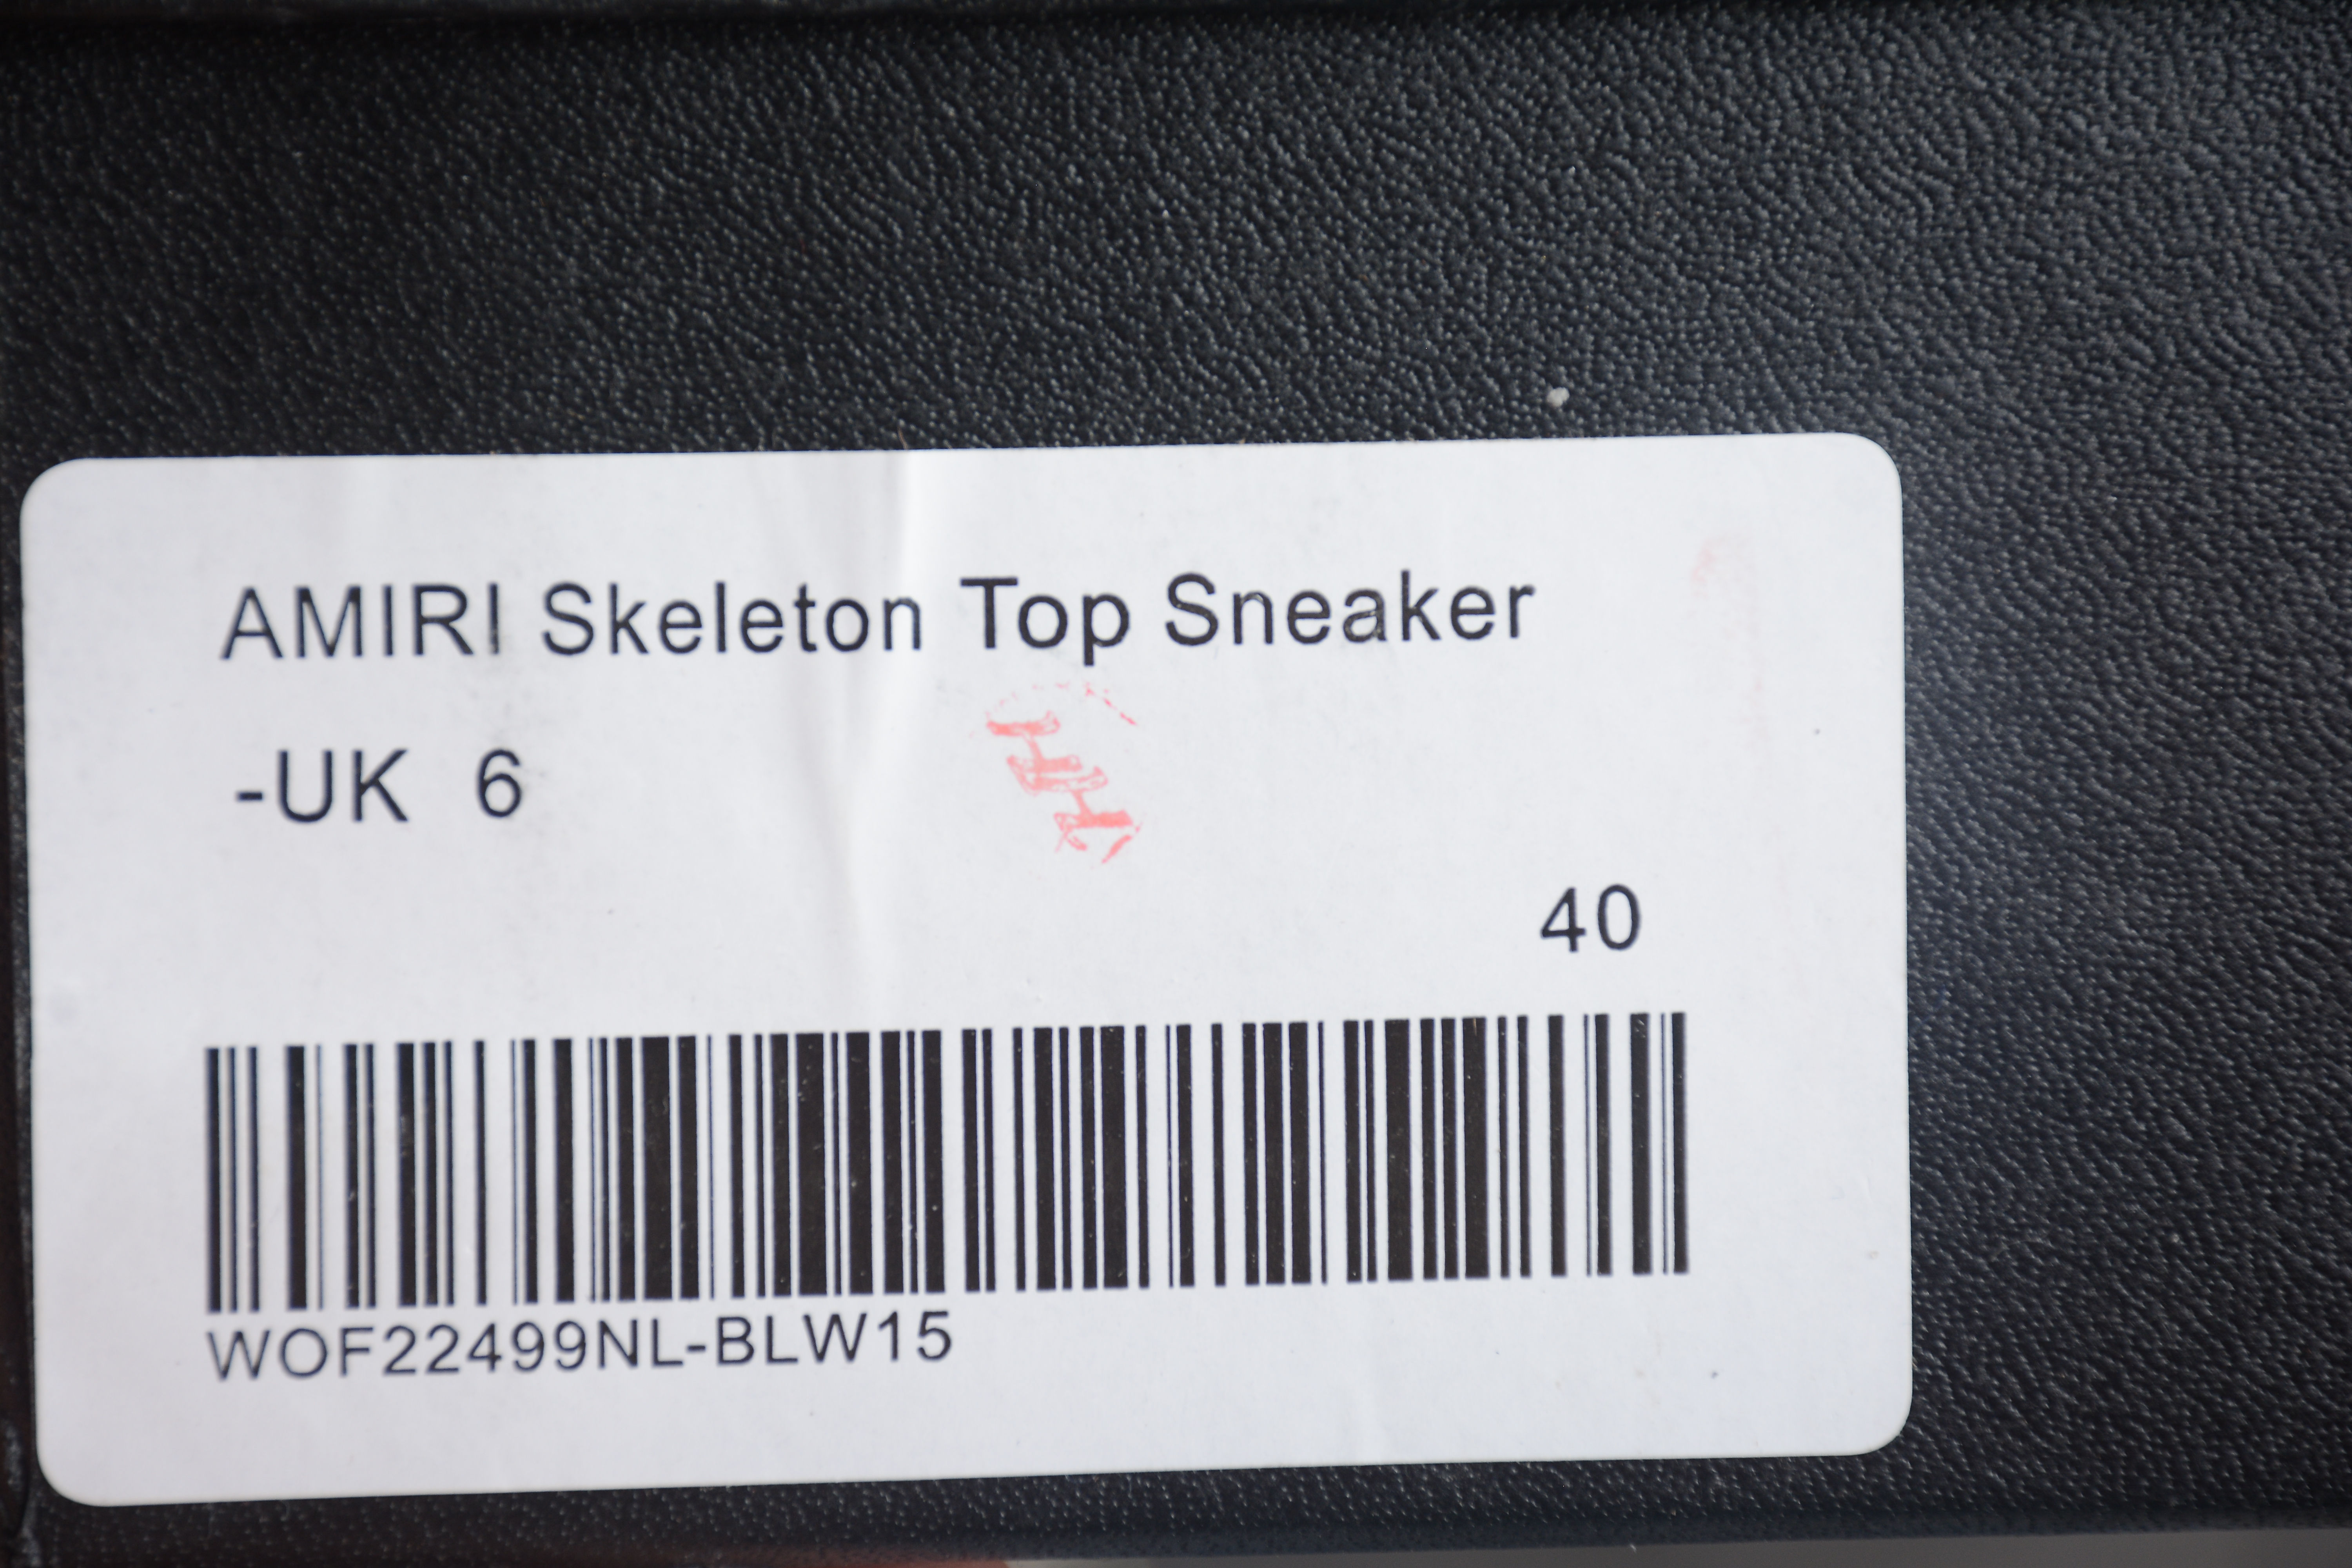 AMIRI Skeleton Top Sneaker
-UK 6
40
WOF22499NL-BLW15